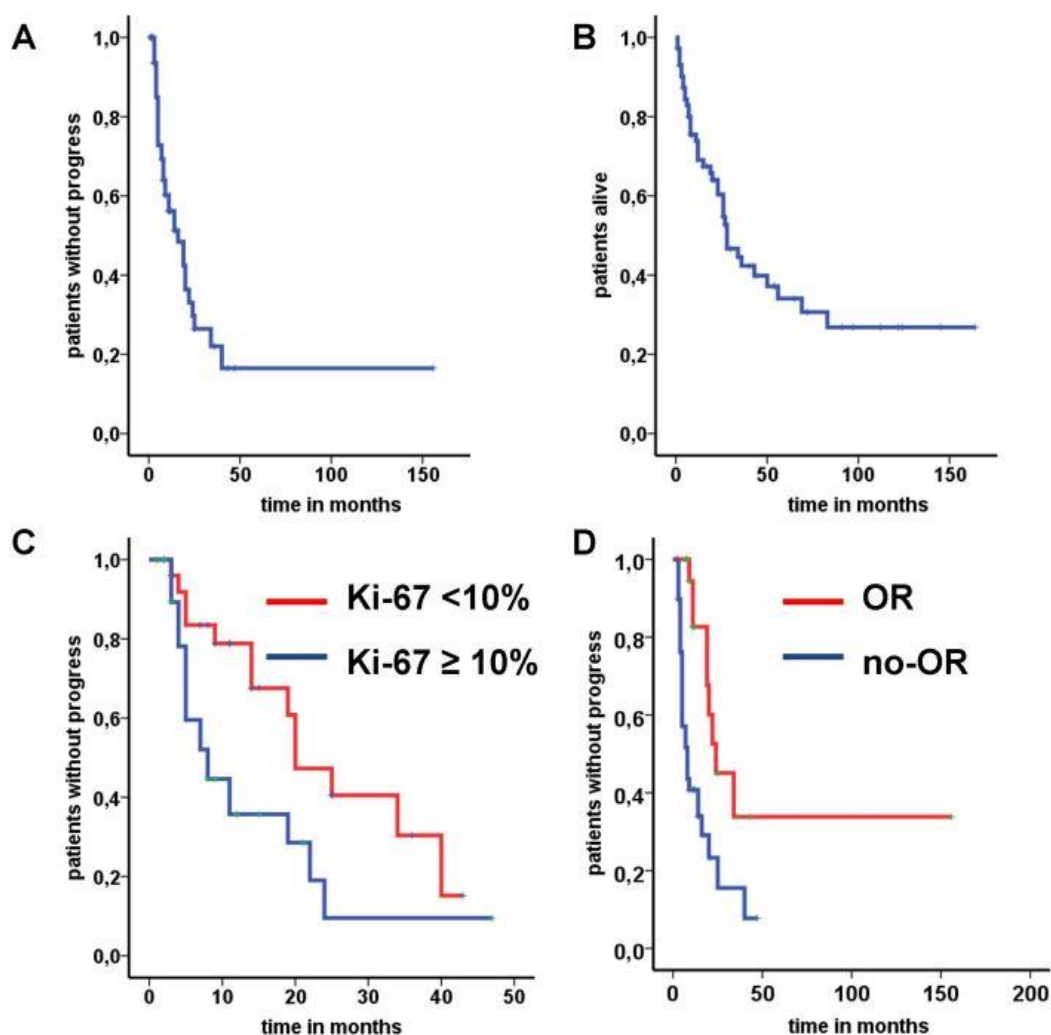 A
patients without progress
1,0
0,8
0,6
0,4
0,2
0,0
0 50 100 150
time in months
B
patients alive
1,0
0,8
0,6
0,4
0,2
0,0
0 50 100 150
time in months
C
patients without progress
1,0
0,8
0,6
0,4
0,2
0,0
Ki-67 <10%
Ki-67 ≥ 10%
0 10 20 30 40 50
time in months
D
patients without progress
1,0
0,8
0,6
0,4
0,2
0,0
OR
no-OR
0 50 100 150 200
time in months